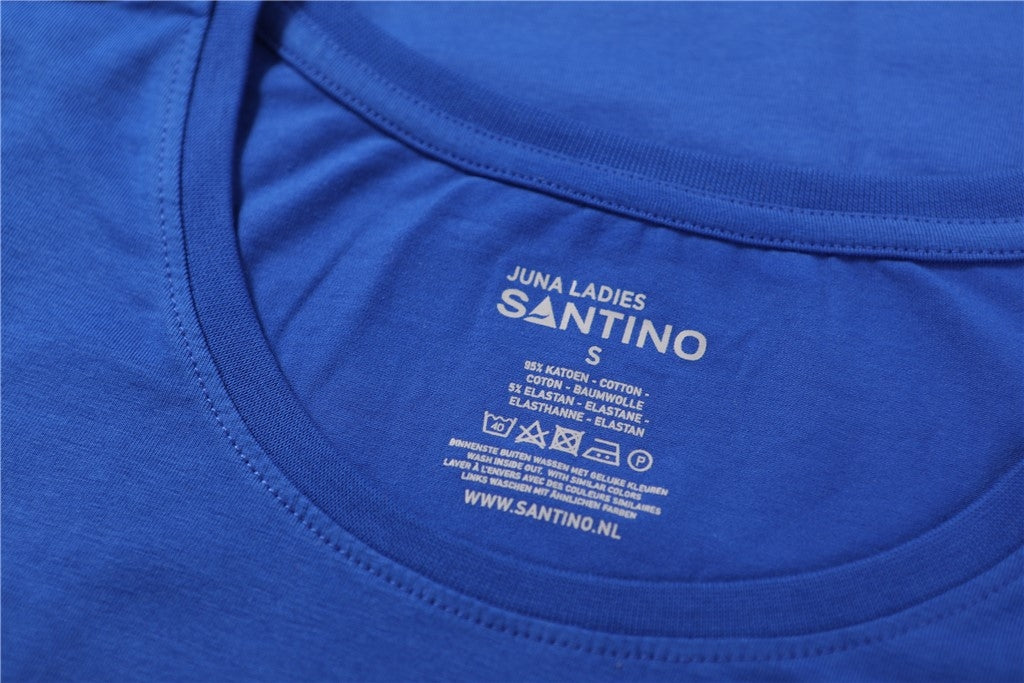 JUNA LADIES
SANTINO
S
95% KATOEN - COTTON -
COTON - BAUMWOLLE
5% ELASTAN - ELASTANE -
ELASTHANNE - ELASTAN
40 P
BINNENSTE BUITEN WASSEN MET GELIJKE KLEUREN
WASH INSIDE OUT. WITH SIMILAR COLORS
LAVER À L'ENVERS AVEC DES COULEURS SIMILAIRES
LINKS WASCHEN MIT ÄHNLICHEN FARBEN
WWW.SANTINO.NL